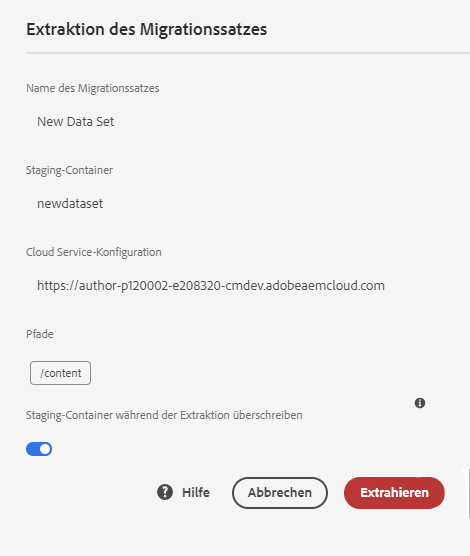 Extraktion des Migrationssatzes
Name des Migrationssatzes
New Data Set
Staging-Container
newdataset
Cloud Service-Konfiguration
https://author-p120002-e208320-cmdev.adobeaemcloud.com
Pfade
/content
Staging-Container während der Extraktion überschreiben
Hilfe Abbrechen Extrahieren